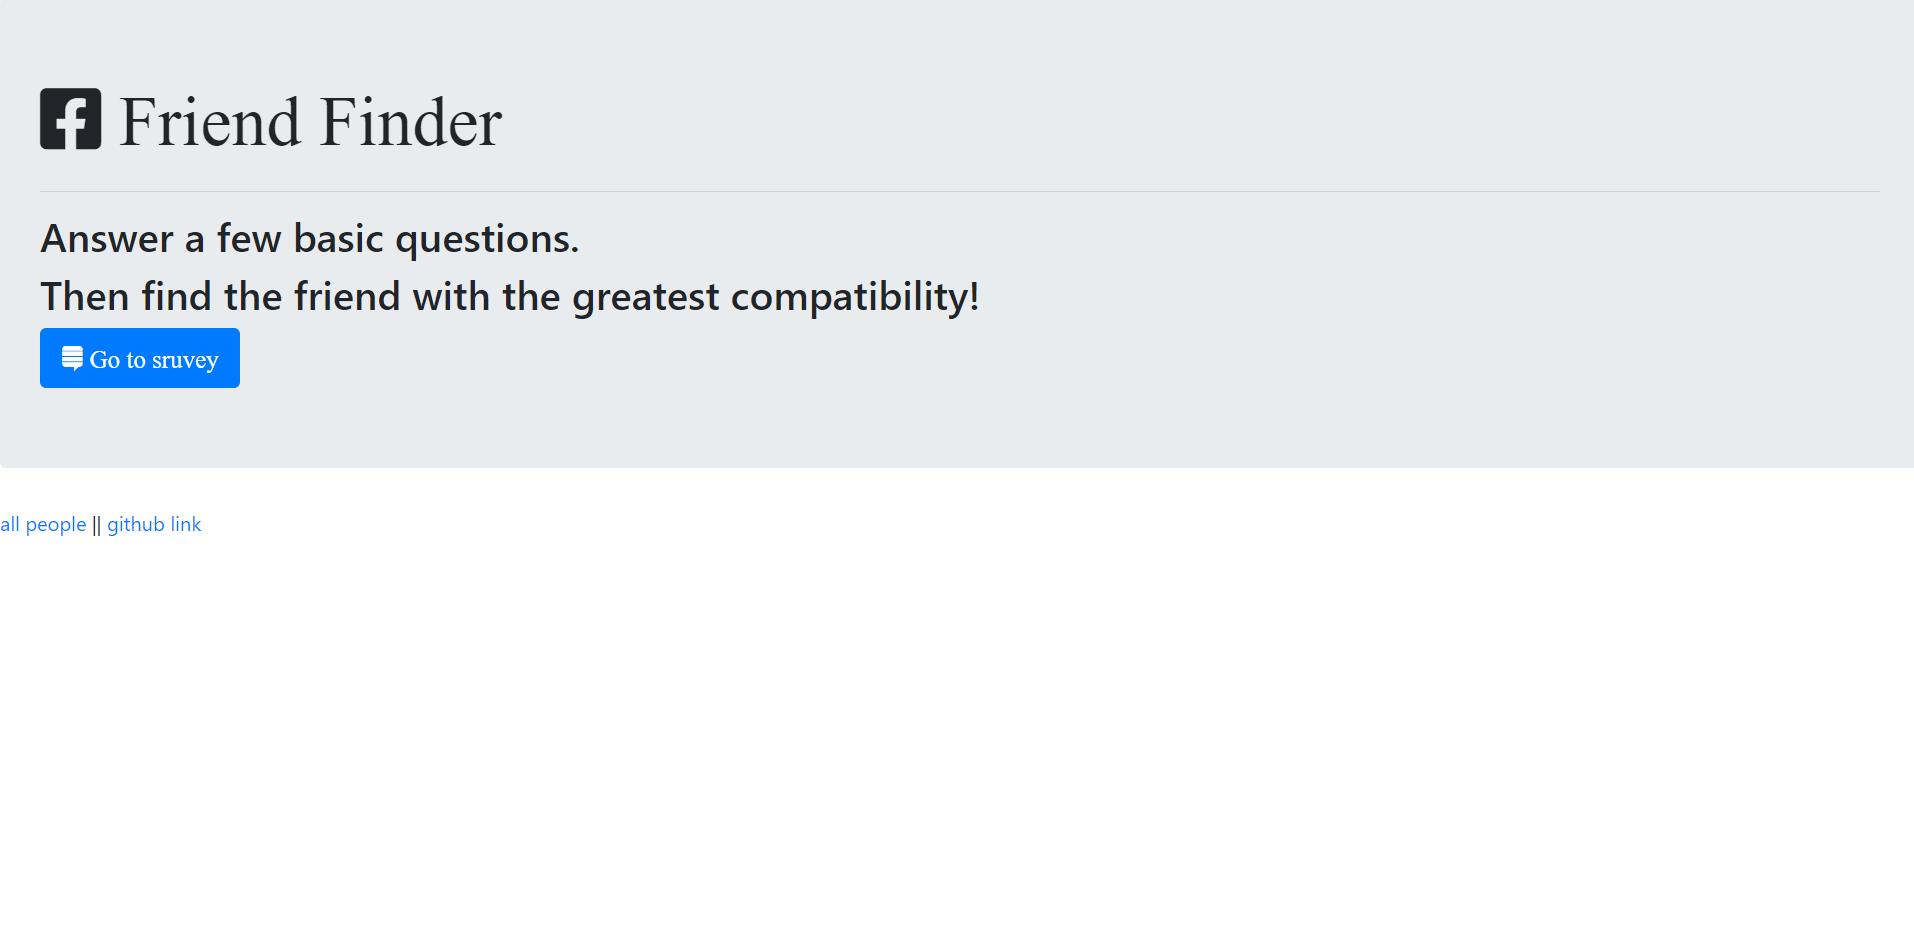 Friend Finder
Answer a few basic questions.
Then find the friend with the greatest compatibility!
Go to sruvey
all people || github link